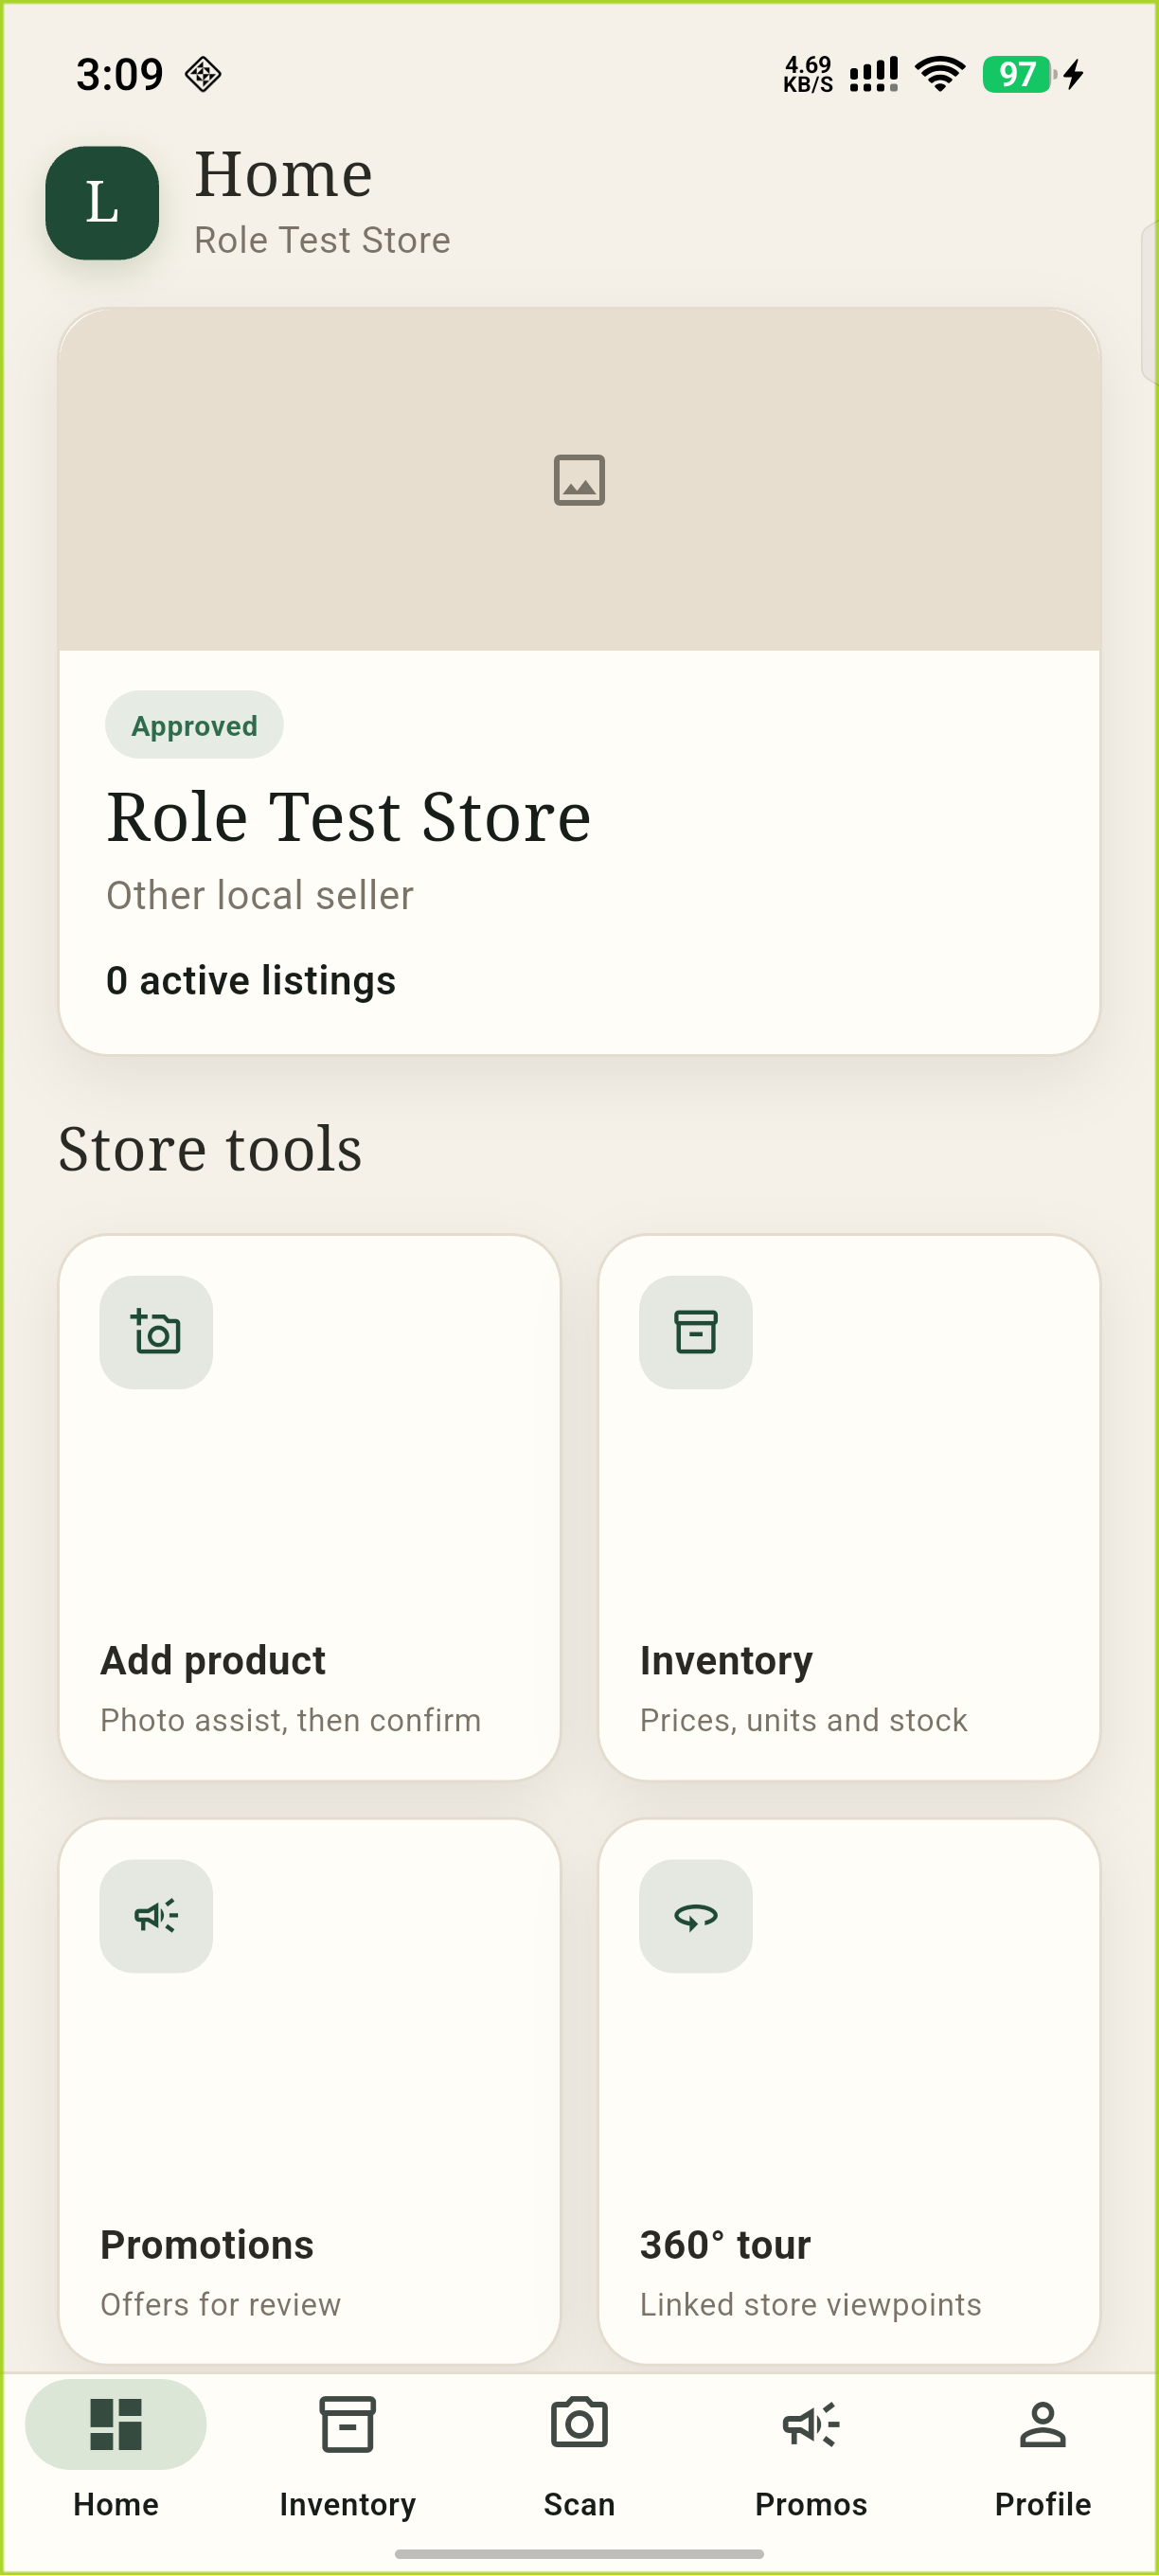 3:09
4.69
KB/S
97
L
Home
Role Test Store
Approved
Role Test Store
Other local seller
0 active listings
Store tools
Add product
Photo assist, then confirm
Inventory
Prices, units and stock
Promotions
Offers for review
360° tour
Linked store viewpoints
Home
Inventory
Scan
Promos
Profile